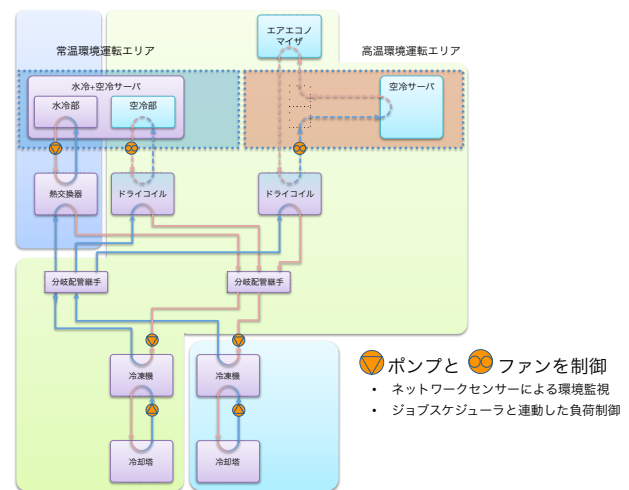 エアエコノ
マイザ
常温環境運転エリア
高温環境運転エリア
水冷+空冷サーバ
水冷部
空冷部
空冷サーバ
熱交換器
ドライコイル
ドライコイル
分岐配管継手
分岐配管継手
冷凍機
冷凍機
冷却塔
冷却塔
ポンプと ファンを制御
• ネットワークセンサーによる環境監視
• ジョブスケジューラと連動した負荷制御